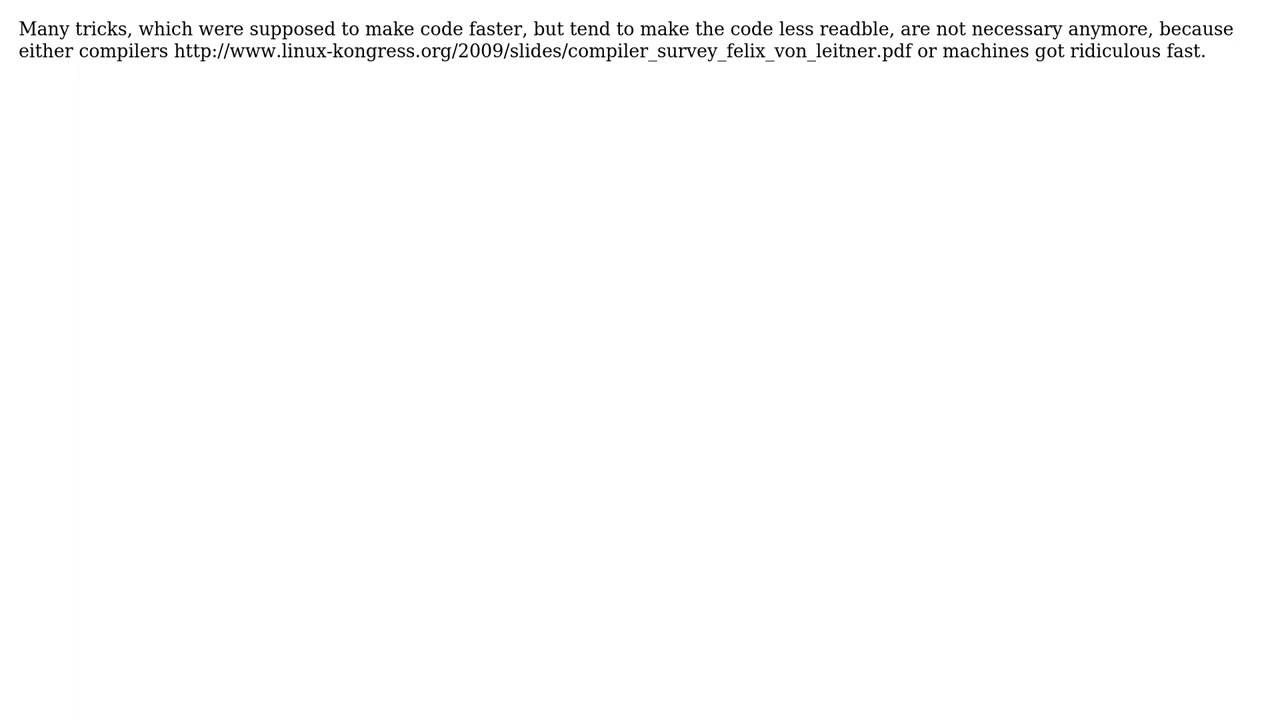 Many tricks, which were supposed to make code faster, but tend to make the code less readble, are not necessary anymore, because
either compilers http://www.linux-kongress.org/2009/slides/compiler_survey_felix_von_leitner.pdf or machines got ridiculous fast.